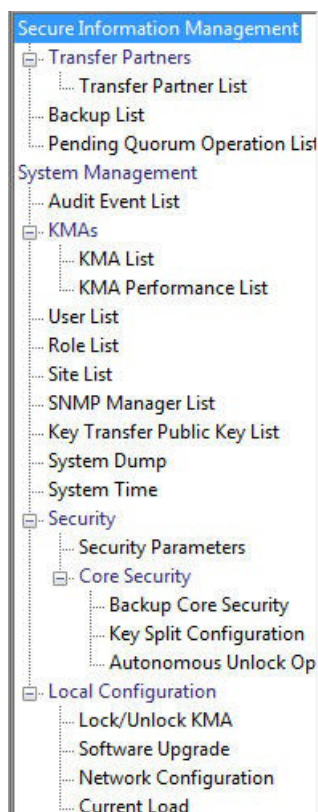 Secure Information Management
Transfer Partners
Transfer Partner List
Backup List
Pending Quorum Operation List
System Management
Audit Event List
KMAs
KMA List
KMA Performance List
User List
Role List
Site List
SNMP Manager List
Key Transfer Public Key List
System Dump
System Time
Security
Security Parameters
Core Security
Backup Core Security
Key Split Configuration
Autonomous Unlock Op
Local Configuration
Lock/Unlock KMA
Software Upgrade
Network Configuration
Current Load